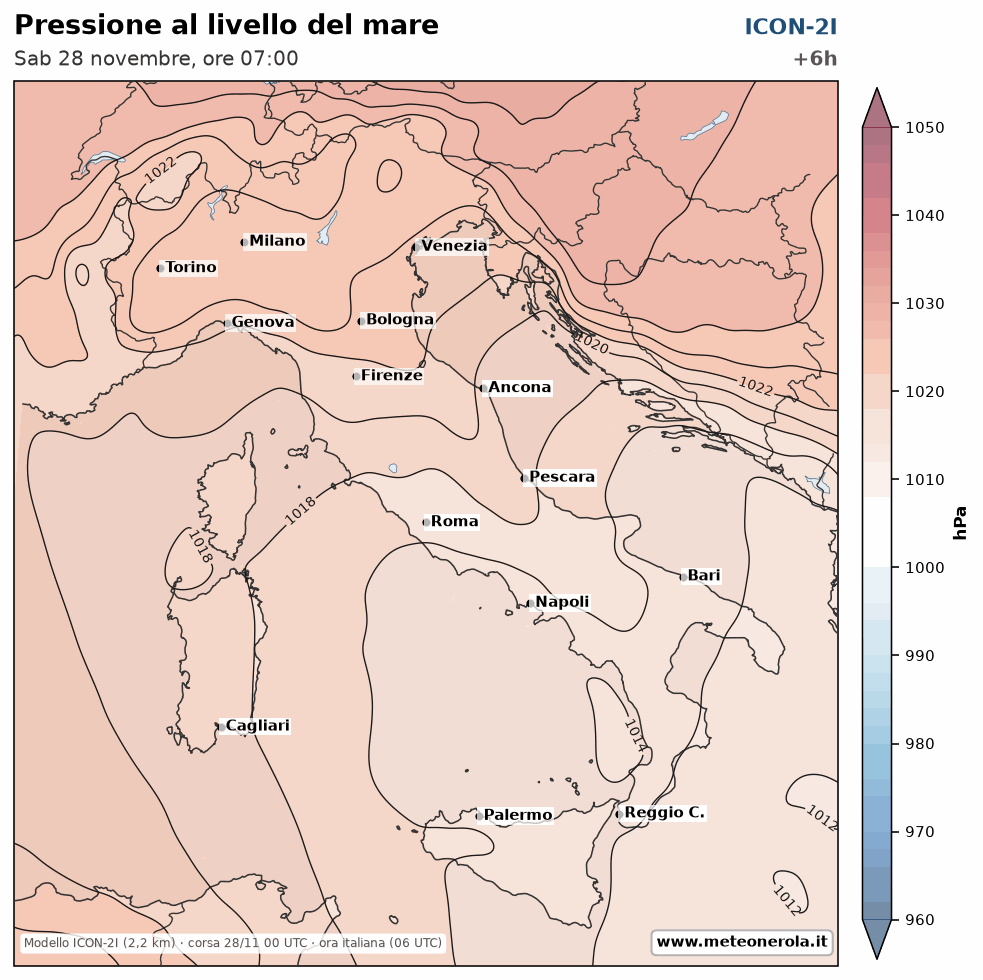 Pressione al livello del mare
ICON-2I
Sab 28 novembre, ore 07:00
+6h
1050
1040
1030
1020
1010
1000
990
980
970
960
hPa
1022
Milano
Venezia
Torino
Genova
Bologna
1020
Firenze
Ancona
1022
Pescara
1018
Roma
1018
Bari
Napoli
Cagliari
1014
Palermo
Reggio C.
1012
1012
Modello ICON-2I (2,2 km) · corsa 28/11 00 UTC · ora italiana (06 UTC)
www.meteonerola.it